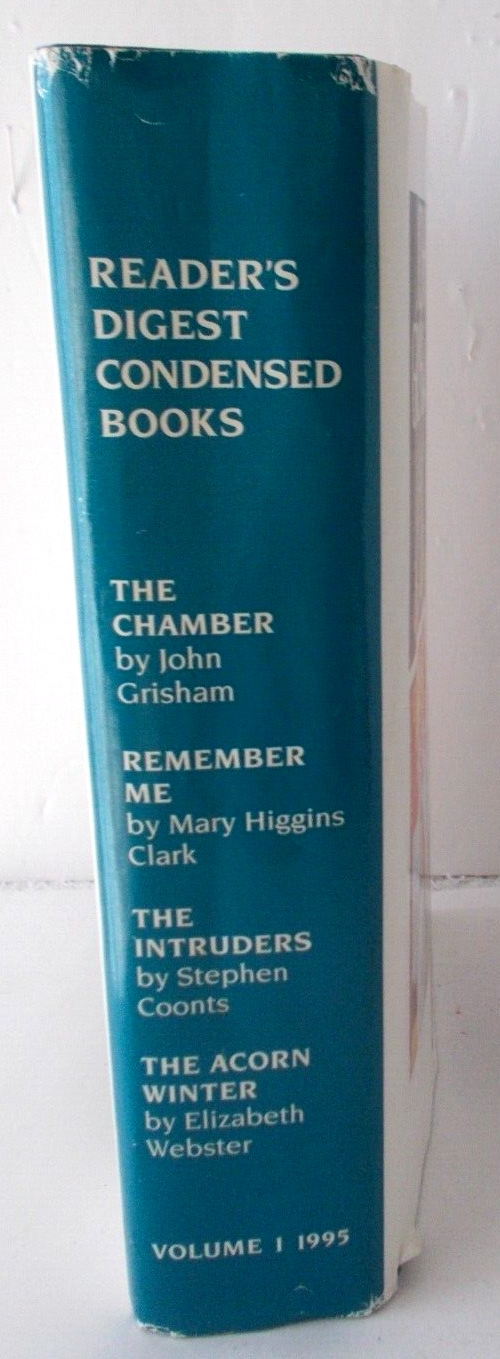 READER'S
DIGEST
CONDENSED
BOOKS
THE
CHAMBER
by John
Grisham
REMEMBER
ME
by Mary Higgins
Clark
THE
INTRUDERS
by Stephen
Coonts
THE ACORN
WINTER
by Elizabeth
Webster
VOLUME 1 1995